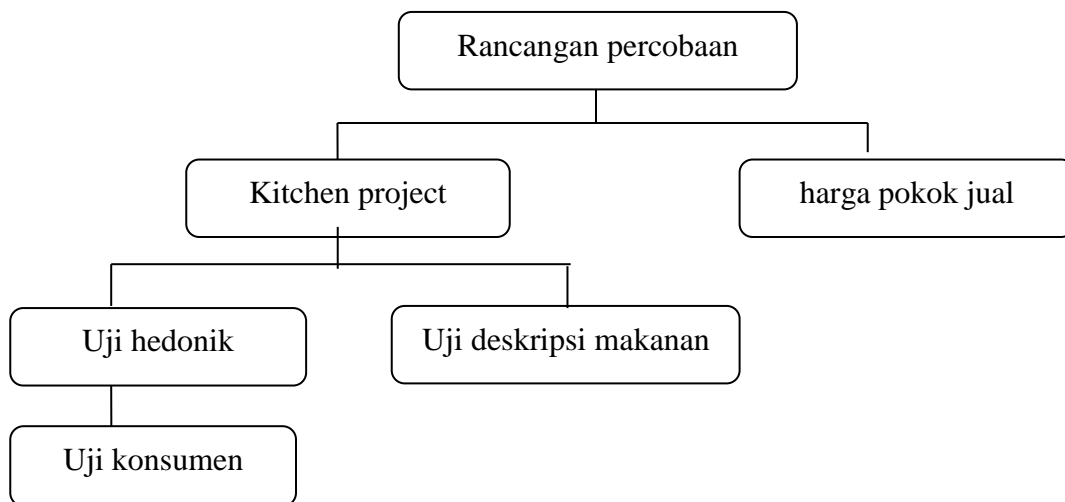 Rancangan percobaan
Kitchen project
harga pokok jual
Uji hedonik
Uji deskripsi makanan
Uji konsumen